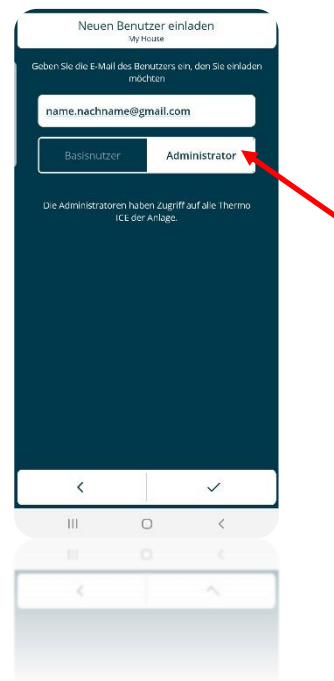 Neuen Benutzer einladen
My House
Geben Sie die E-Mail des Benutzers ein, den Sie einladen
möchten
name.nachname@gmail.com
Basisnutzer Administrator
Die Administratoren haben Zugriff auf alle Thermo
ICE der Anlage.